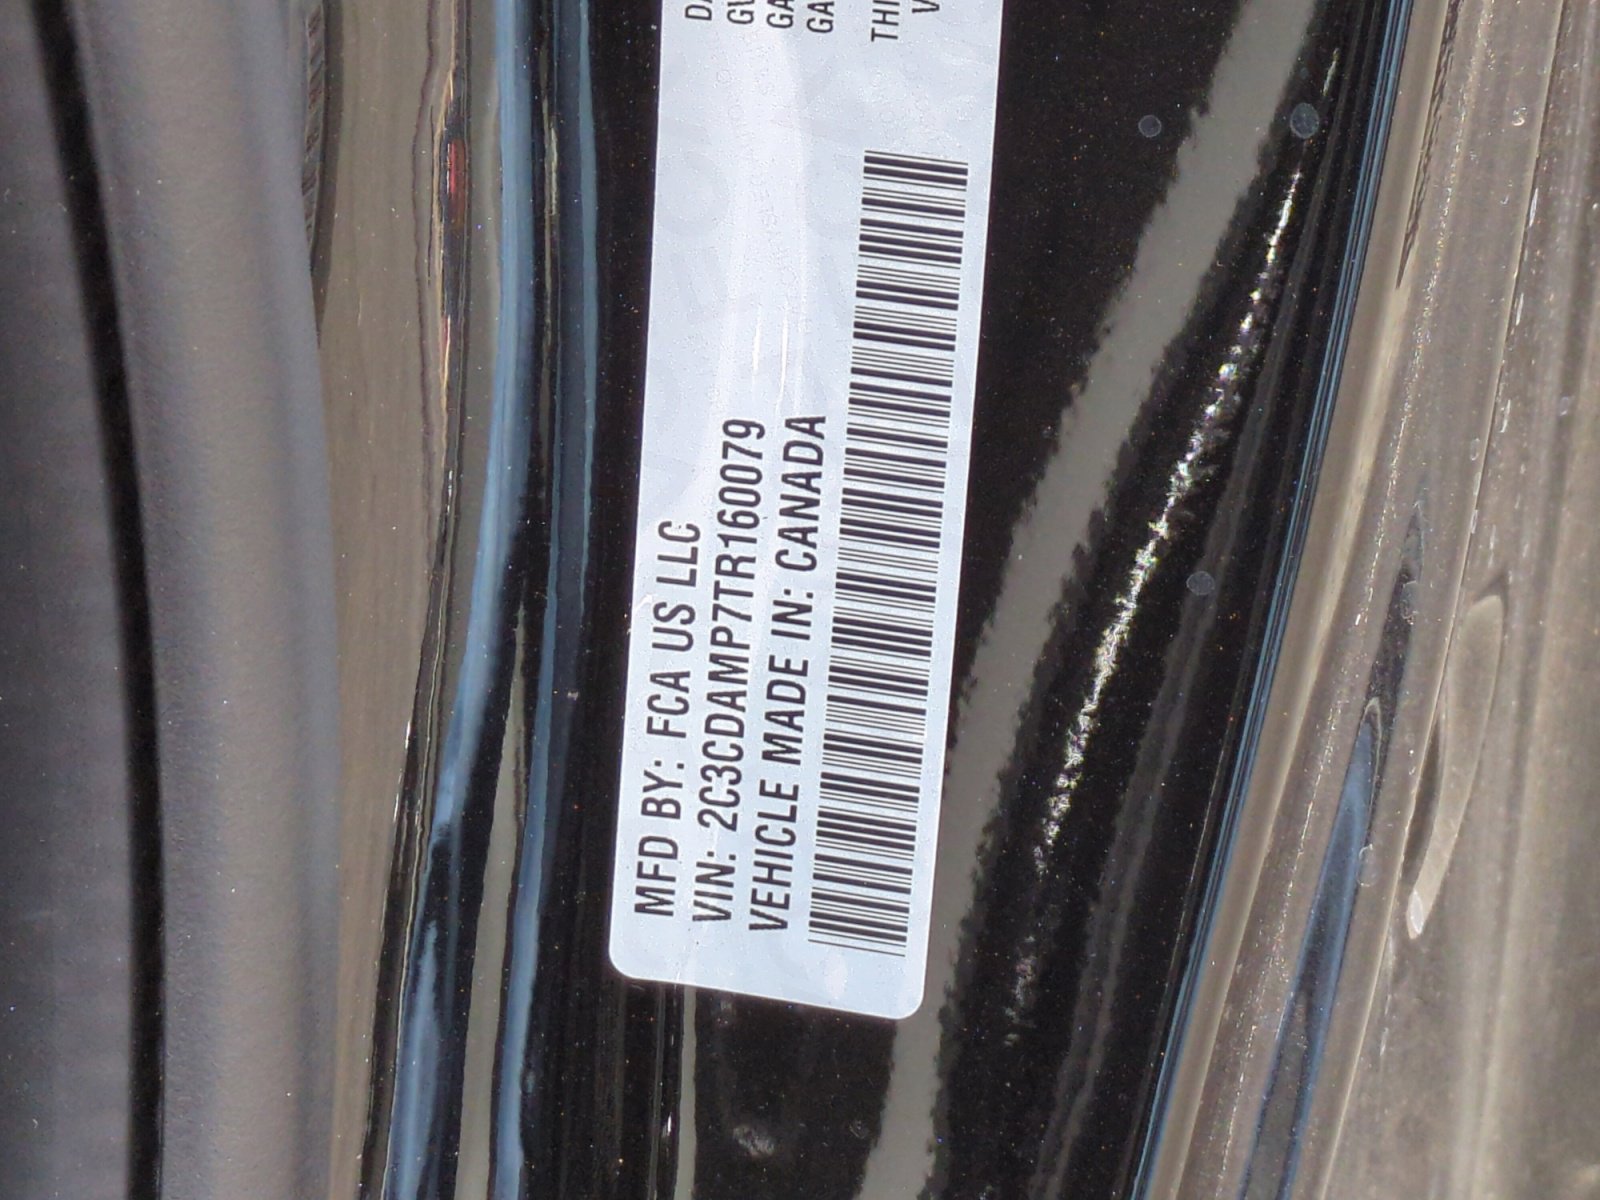 MFD BY: FCA US LLC
VIN: 2C3CDAMP7TR160079
VEHICLE MADE IN: CANADA